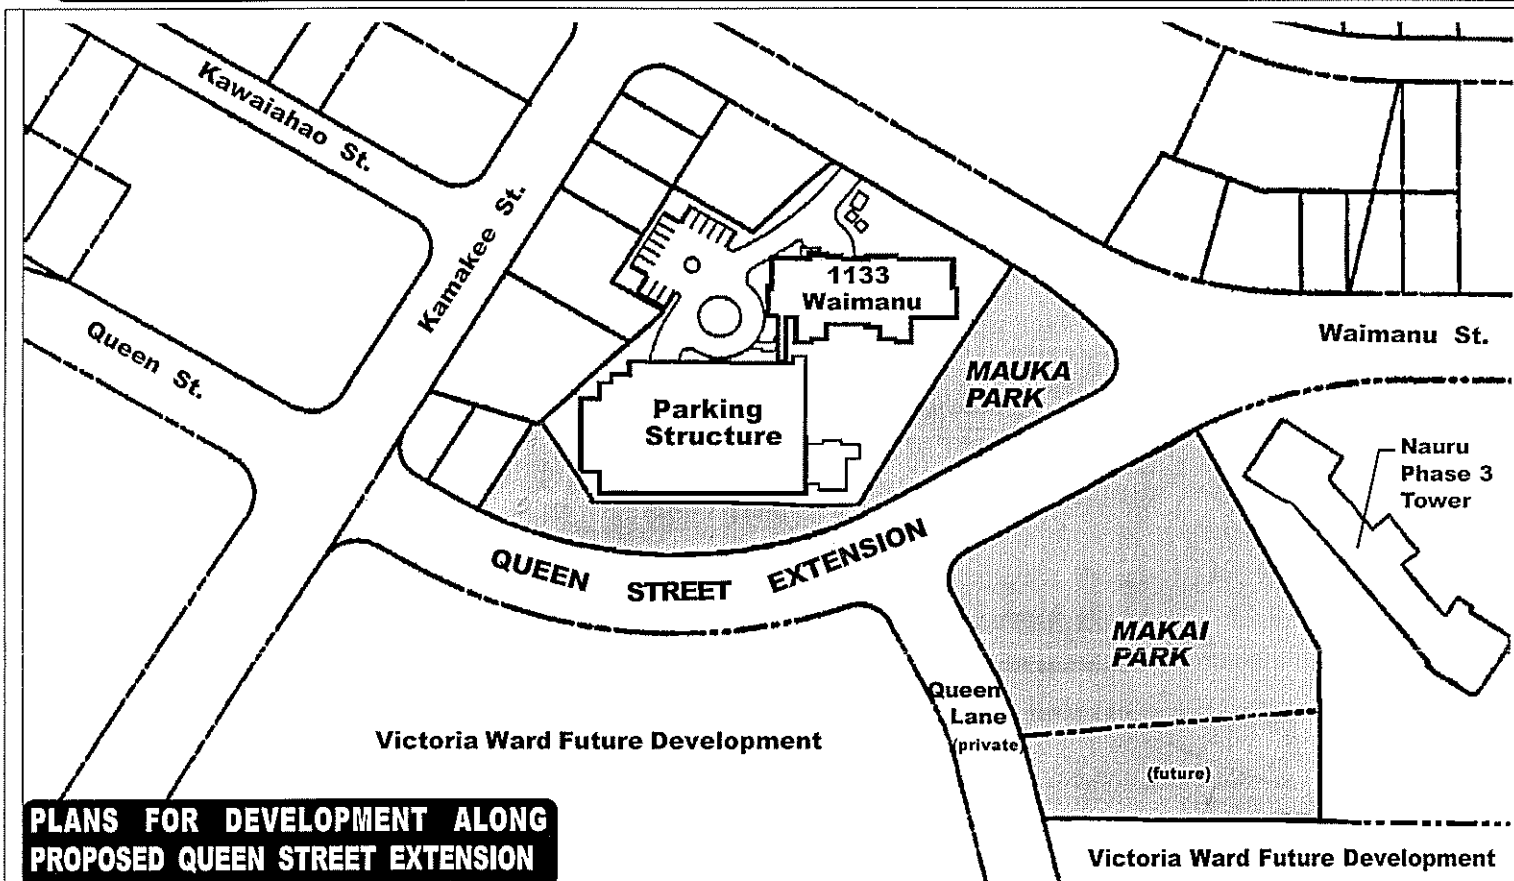 Kawaiahao St.
Kamakee St.
Queen St.
1133
Waimanu
Parking
Structure
MAUKA
PARK
Waimanu St.
Nauru
Phase 3
Tower
QUEEN STREET EXTENSION
MAKAI
PARK
Queen
Lane
(private)
(future)
Victoria Ward Future Development
PLANS FOR DEVELOPMENT ALONG
PROPOSED QUEEN STREET EXTENSION
Victoria Ward Future Development